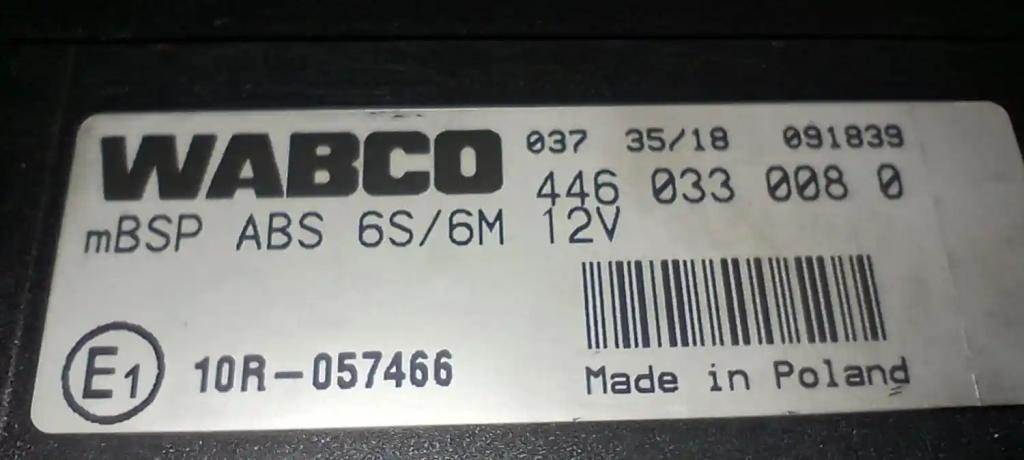 WABCO 037 35/18 091839
446 033 008 0
mBSP ABS 6S/6M 12V
E1 10R-057466
Made in Poland